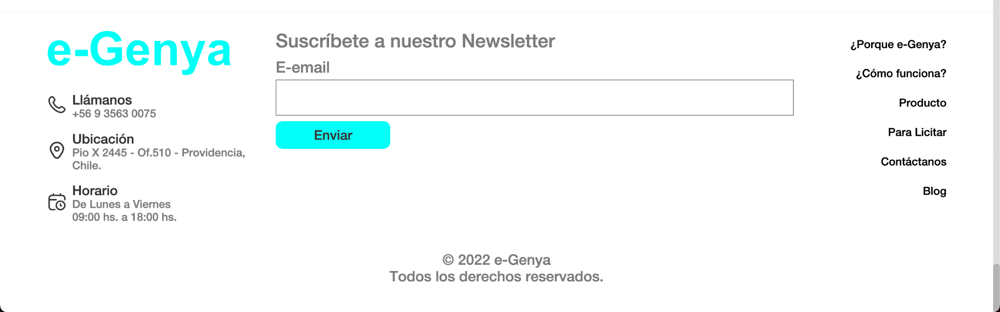 e-Genya
Llámanos
+56 9 3563 0075
Ubicación
Pio X 2445 - Of.510 - Providencia,
Chile.
Horario
De Lunes a Viernes
09:00 hs. a 18:00 hs.
Suscríbete a nuestro Newsletter
E-email
Enviar
¿Porque e-Genya?
¿Cómo funciona?
Producto
Para Licitar
Contáctanos
Blog
© 2022 e-Genya
Todos los derechos reservados.